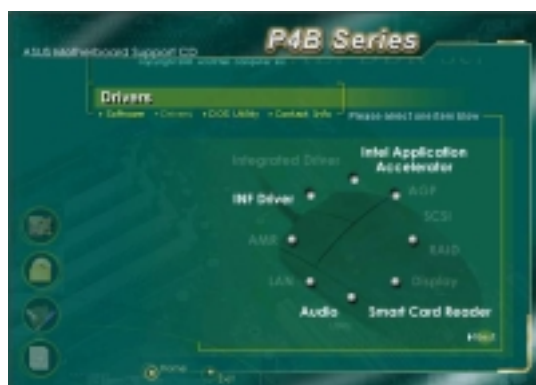 P4B Series
ASUS Motherboard Support CD
Drivers
• Software • Drivers • DOS Utility • Contact Info
Please select one item blow
Integrated Driver
Intel Application
Accelerator
INF Driver
AGP
SCSI
AMR
RAID
LAN
Display
Audio
Smart Card Reader
Home
Exit